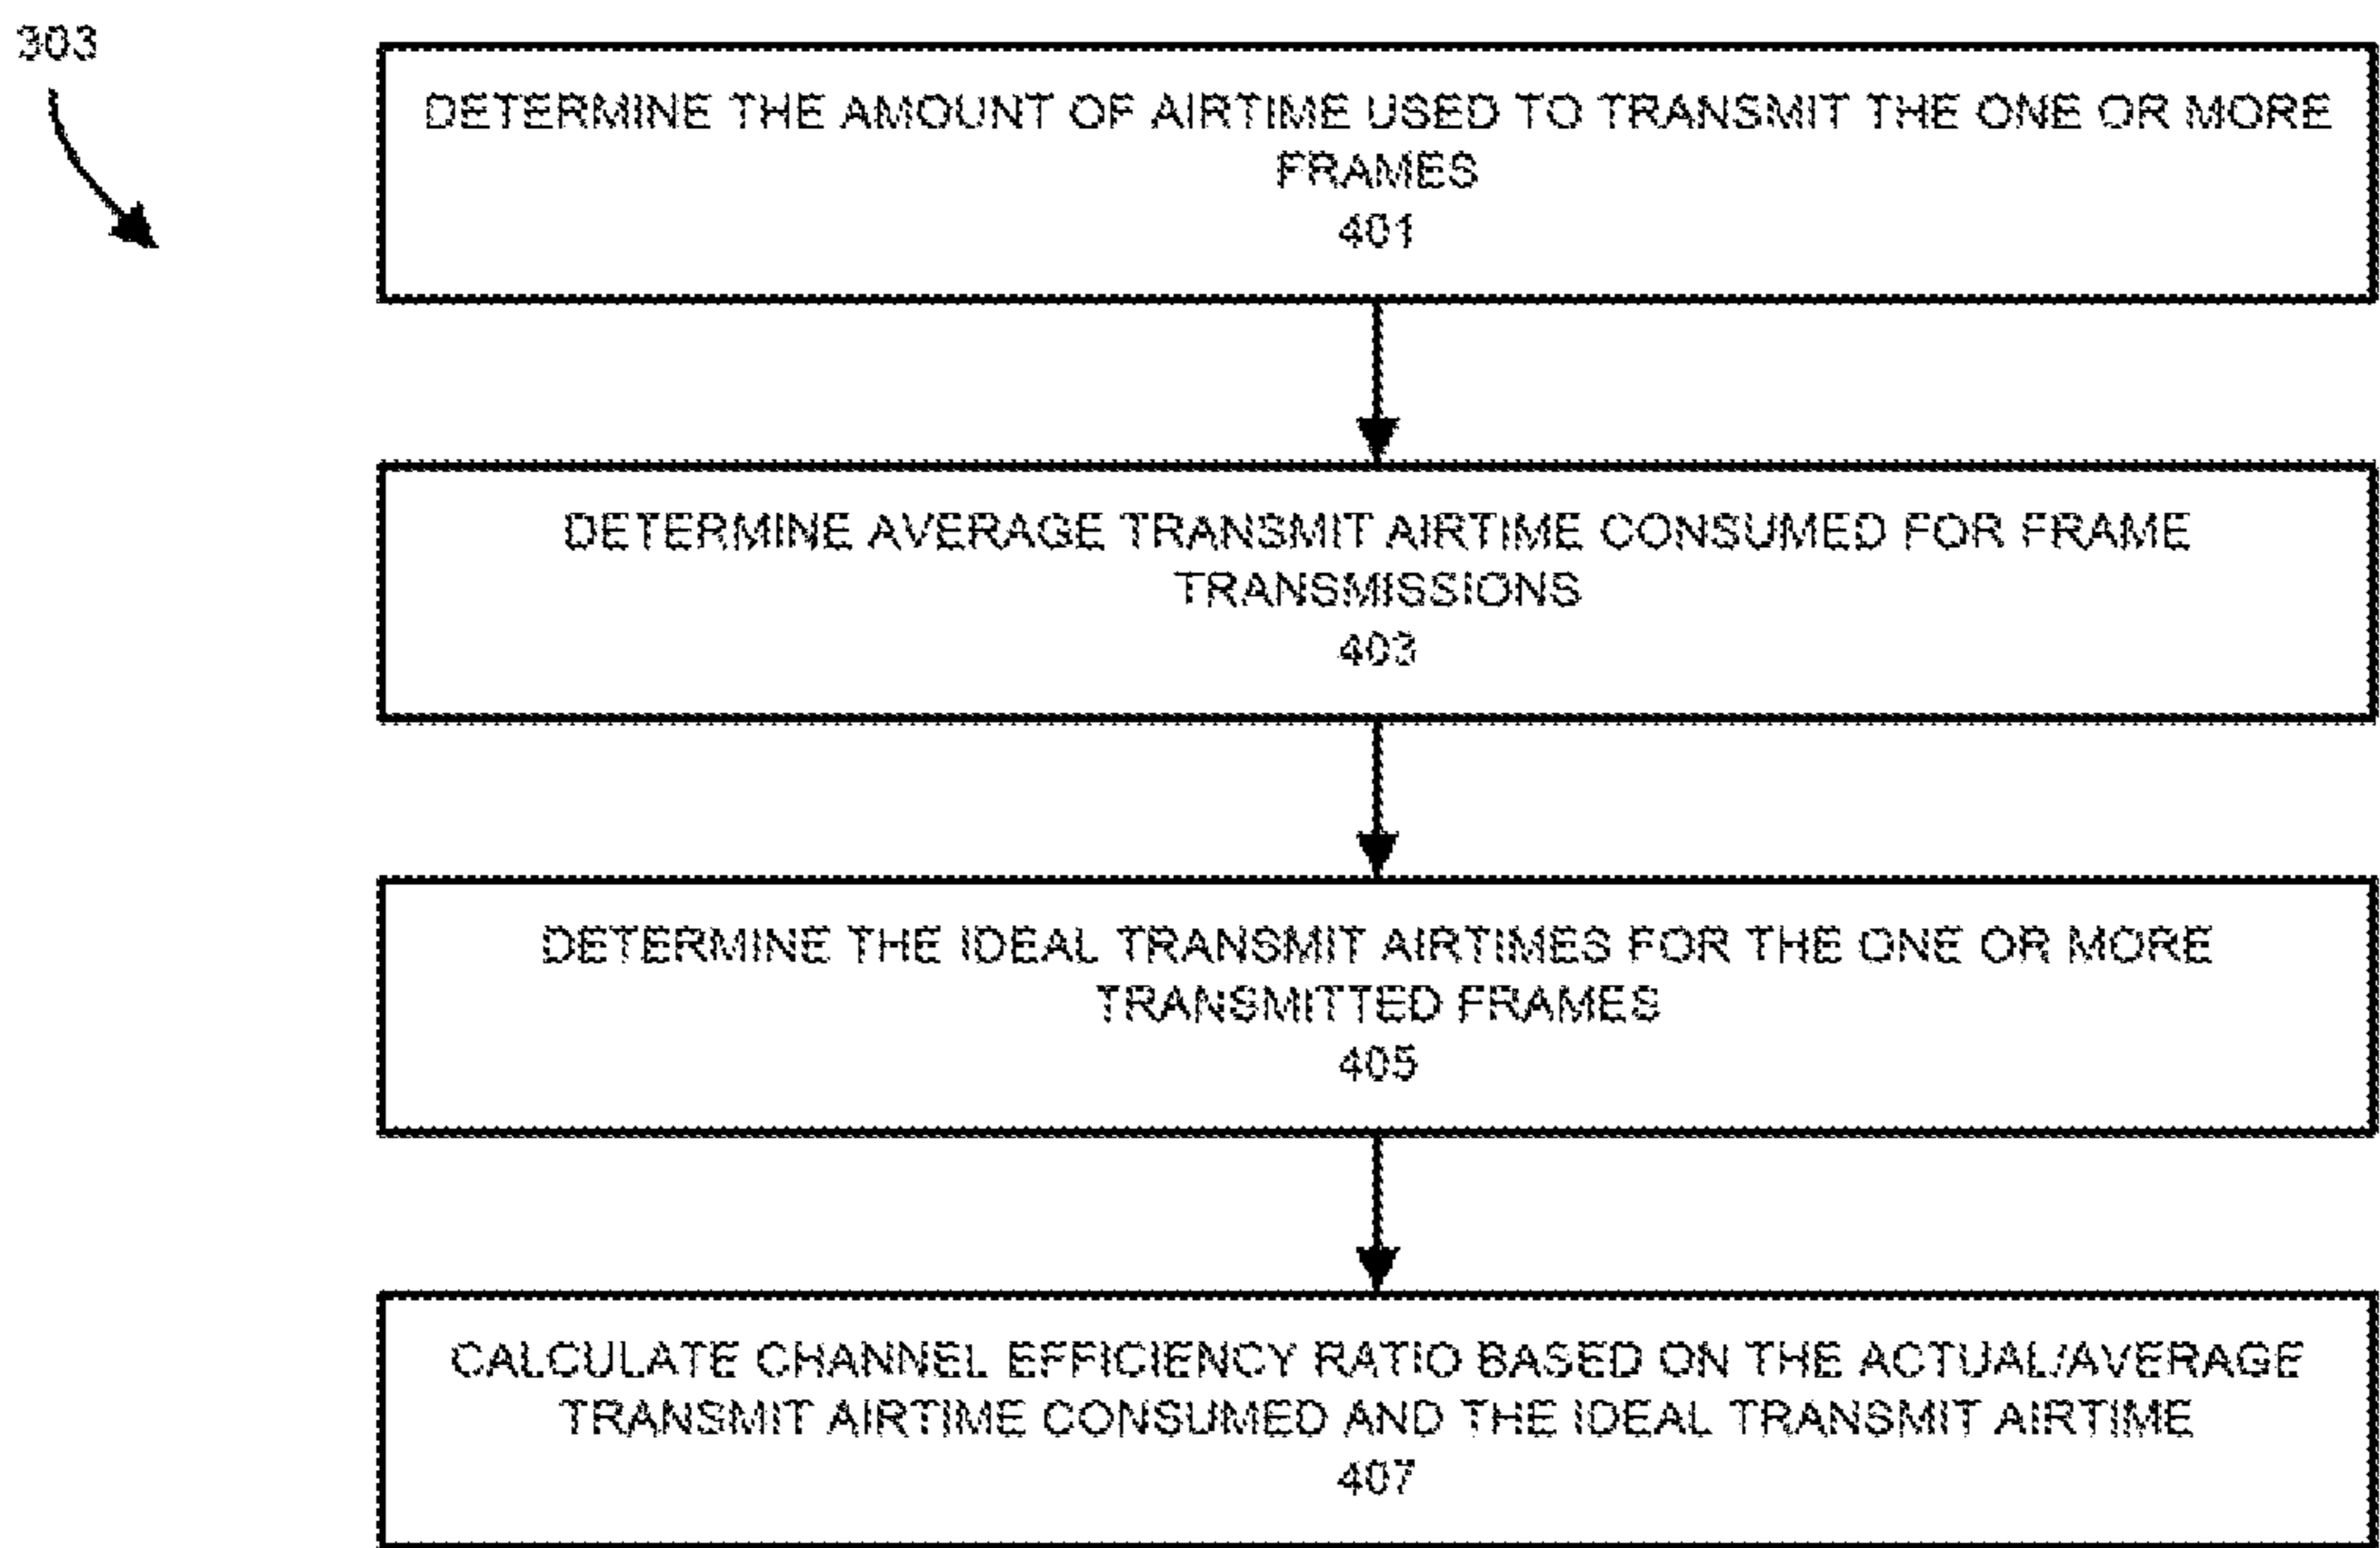 303
DETERMINE THE AMOUNT OF AIRTIME USED TO TRANSMIT THE ONE OR MORE
FRAMES
401
DETERMINE AVERAGE TRANSMIT AIRTIME CONSUMED FOR FRAME
TRANSMISSIONS
403
DETERMINE THE IDEAL TRANSMIT AIRTIMES FOR THE ONE OR MORE
TRANSMITTED FRAMES
405
CALCULATE CHANNEL EFFICIENCY RATIO BASED ON THE ACTUAL/AVERAGE
TRANSMIT AIRTIME CONSUMED AND THE IDEAL TRANSMIT AIRTIME
407